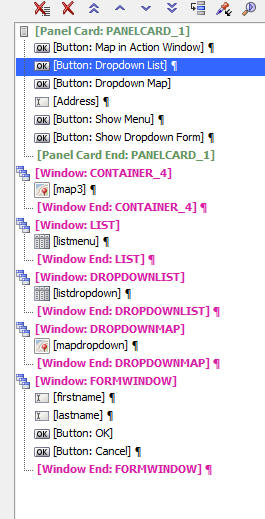 [Panel Card: PANELCARD_1]
OK [Button: Map in Action Window] ¶
OK [Button: Dropdown List] ¶
OK [Button: Dropdown Map]
[Address] ¶
OK [Button: Show Menu] ¶
OK [Button: Show Dropdown Form] ¶
[Panel Card End: PANELCARD_1]
[Window: CONTAINER_4]
[map3] ¶
[Window End: CONTAINER_4] ¶
[Window: LIST]
[listmenu] ¶
[Window End: LIST] ¶
[Window: DROPDOWNLIST]
[listdropdown] ¶
[Window End: DROPDOWNLIST] ¶
[Window: DROPDOWNMAP]
[mapdropdown] ¶
[Window End: DROPDOWNMAP] ¶
[Window: FORMWINDOW]
[firstname] ¶
[lastname] ¶
OK [Button: OK]
OK [Button: Cancel] ¶
[Window End: FORMWINDOW] ¶